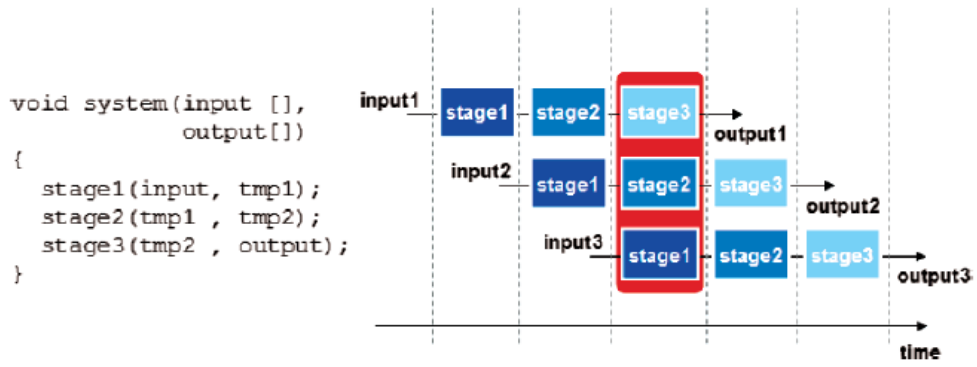 void system(input [],
output[])
{
stage1(input, tmp1);
stage2(tmp1 , tmp2);
stage3(tmp2 , output);
}
input1
stage1
stage2
stage3
output1
input2
stage1
stage2
stage3
output2
input3
stage1
stage2
stage3
output3
time